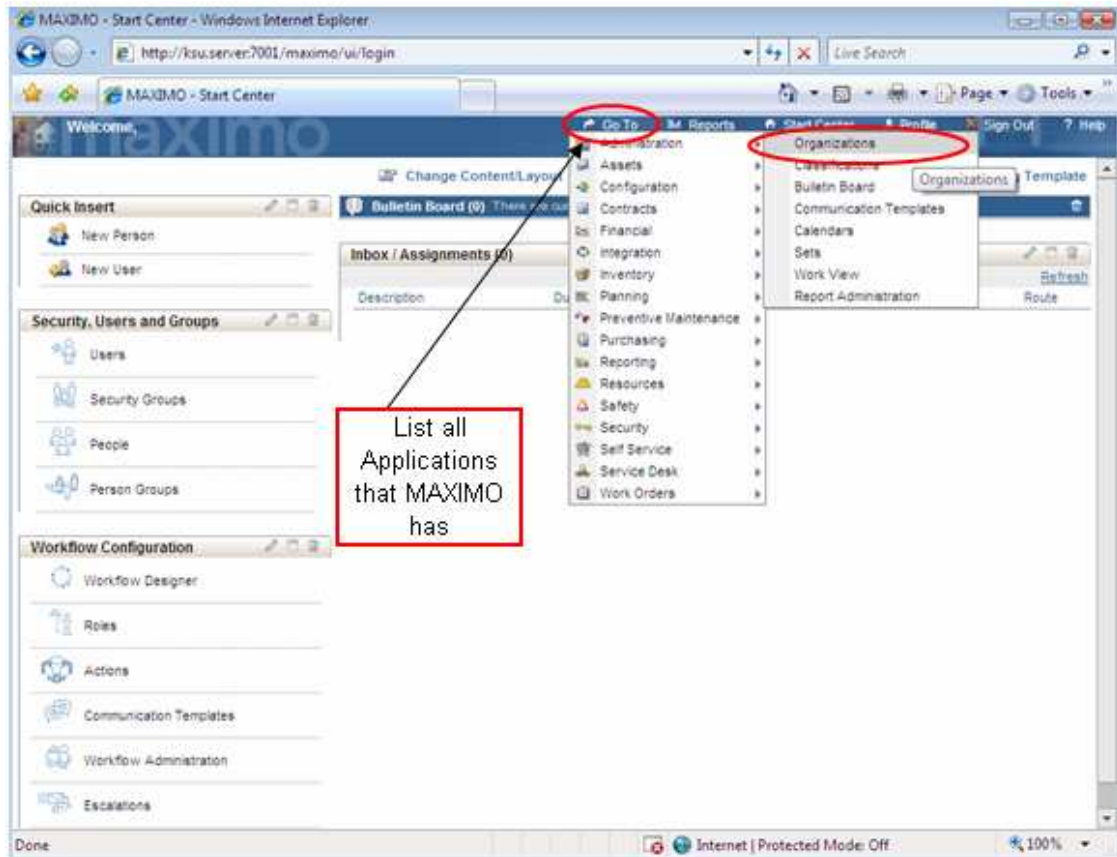 MAXIMO - Start Center - Windows Internet Explorer
http://ksu.server:7001/maximo/ui/login
Live Search
MAXIMO - Start Center
Page
Tools
Welcome,
maximo
Go To
Reports
Start Center
Profile
Sign Out
? Help
Change Content/Layout
Template
Quick Insert
New Person
New User
Security, Users and Groups
Users
Security Groups
People
Person Groups
Workflow Configuration
Workflow Designer
Roles
Actions
Communication Templates
Workflow Administration
Escalations
Bulletin Board (0)
Inbox / Assignments (0)
Refresh
Description
Route
Administration
Assets
Configuration
Contracts
Financial
Integration
Inventory
Planning
Preventive Maintenance
Purchasing
Reporting
Resources
Safety
Security
Self Service
Service Desk
Work Orders
Organizations
Classifications
Bulletin Board
Communication Templates
Calendars
Sets
Work View
Report Administration
Organizations
List all
Applications
that MAXIMO
has
Done
Internet | Protected Mode: Off
100%